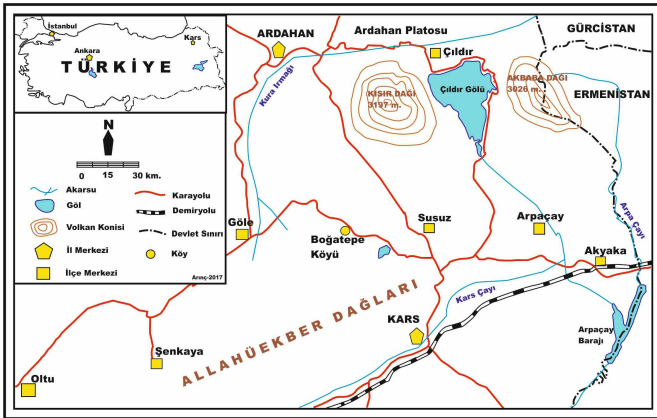 İstanbul
Kars
Ankara
TÜRKİYE
N
0 15 30 km.
Akarsu
Göl
Volkan Konisi
İl Merkezi
İlçe Merkezi
Karayolu
Demiryolu
Devlet Sınırı
Köy
Arınç-2017
ARDAHAN
Ardahan Platosu
Çıldır
GÜRCİSTAN
Kura Irmağı
KISIR DAĞI
3197 m.
Çıldır Gölü
AKBABA DAĞI
3026 m.
ERMENİSTAN
Arpa Çayı
Göle
Boğatepe
Köyü
Susuz
Arpaçay
Akyaka
Kars Çayı
ALLAHÜEKBER DAĞLARI
KARS
Arpaçay
Barajı
Şenkaya
Oltu